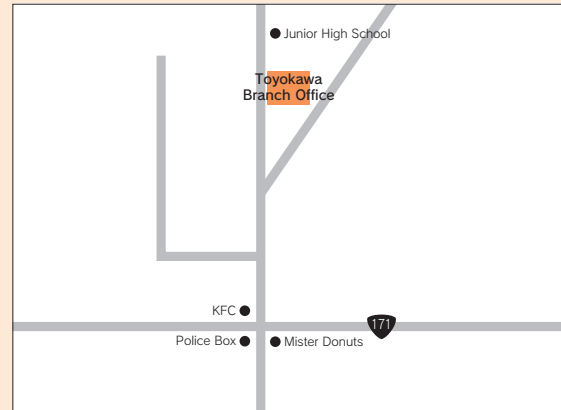 Junior High School
Toyokawa
Branch Office
KFC
171
Police Box
Mister Donuts